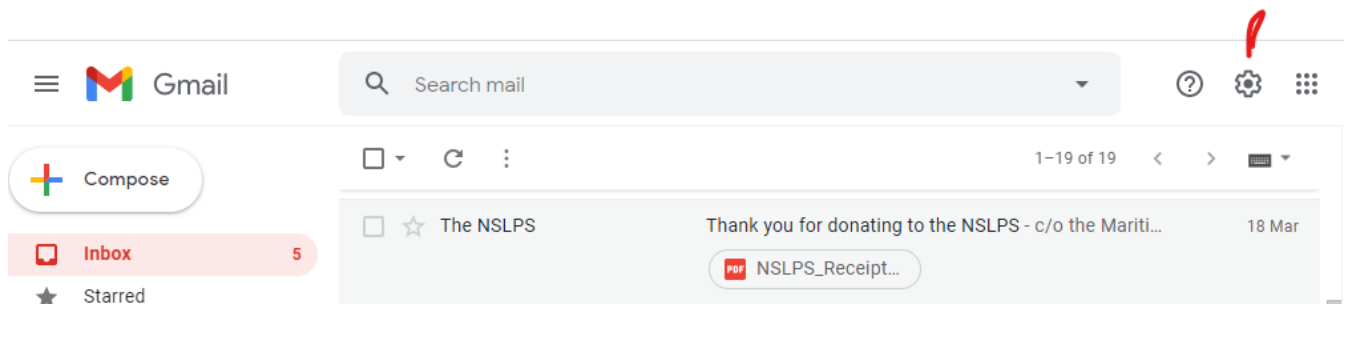 Gmail
Search mail
Compose
1–19 of 19
Inbox 5
The NSLPS Thank you for donating to the NSLPS - c/o the Mariti... 18 Mar
PDF NSLPS_Receipt...
Starred